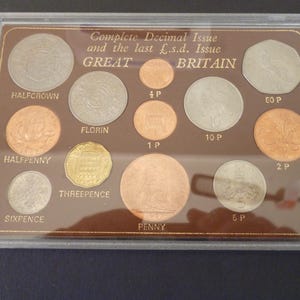 Complete Decimal Issue
and the last £.s.d. Issue
GREAT BRITAIN
HALFCROWN
FLORIN
½ P
10 P
50 P
HALFPENNY
1 P
2 P
THREEPENCE
SIXPENCE
PENNY
5 P